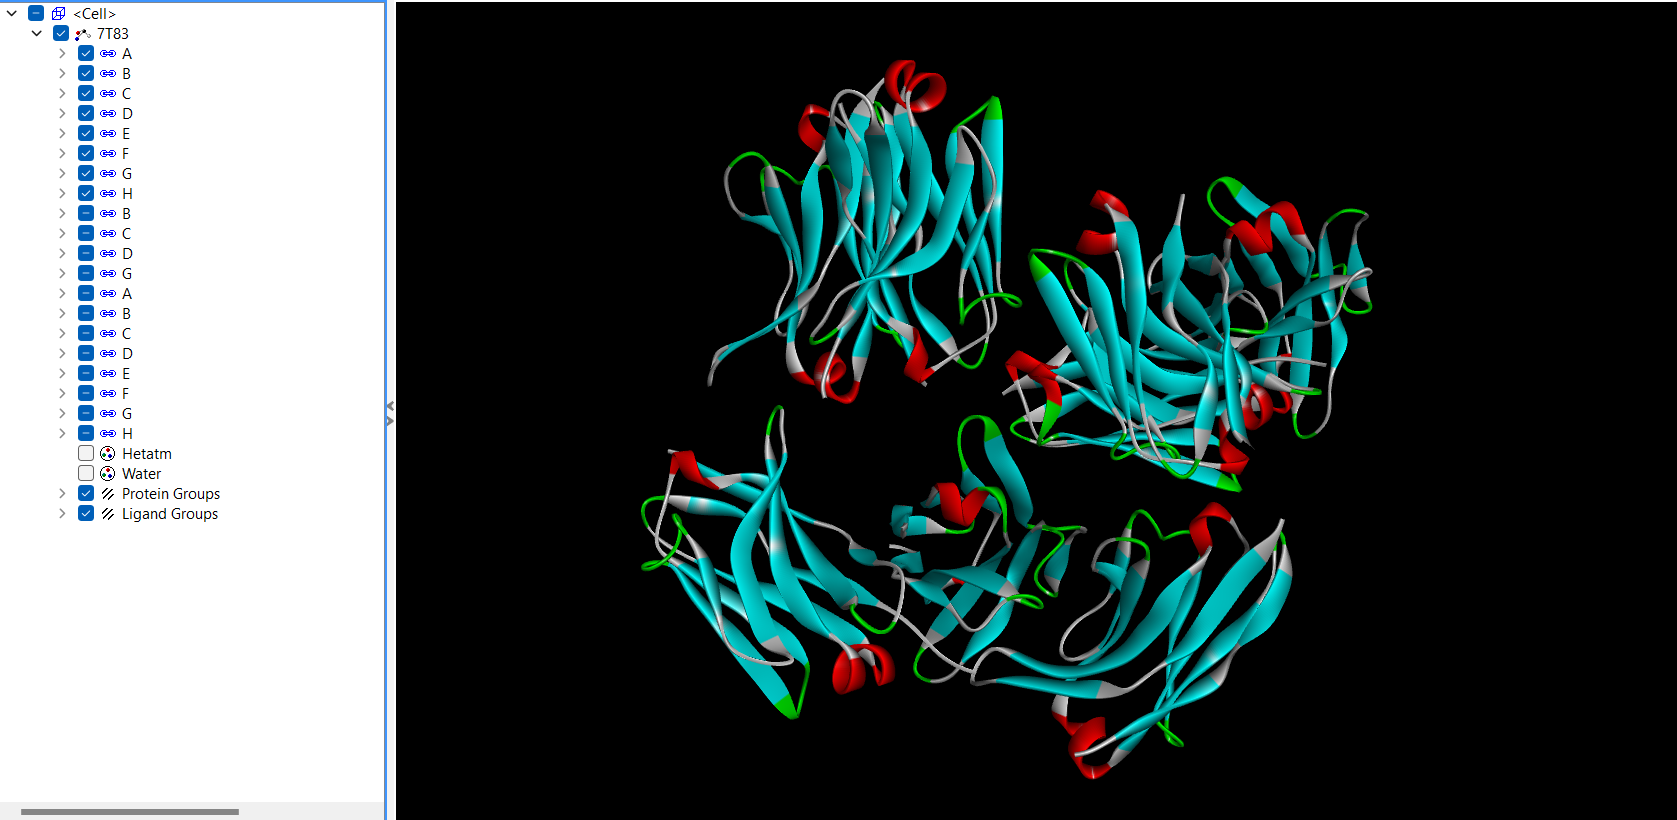 <Cell>
7T83
A
B
C
D
E
F
G
H
B
C
D
G
A
B
C
D
E
F
G
H
Hetatm
Water
Protein Groups
Ligand Groups